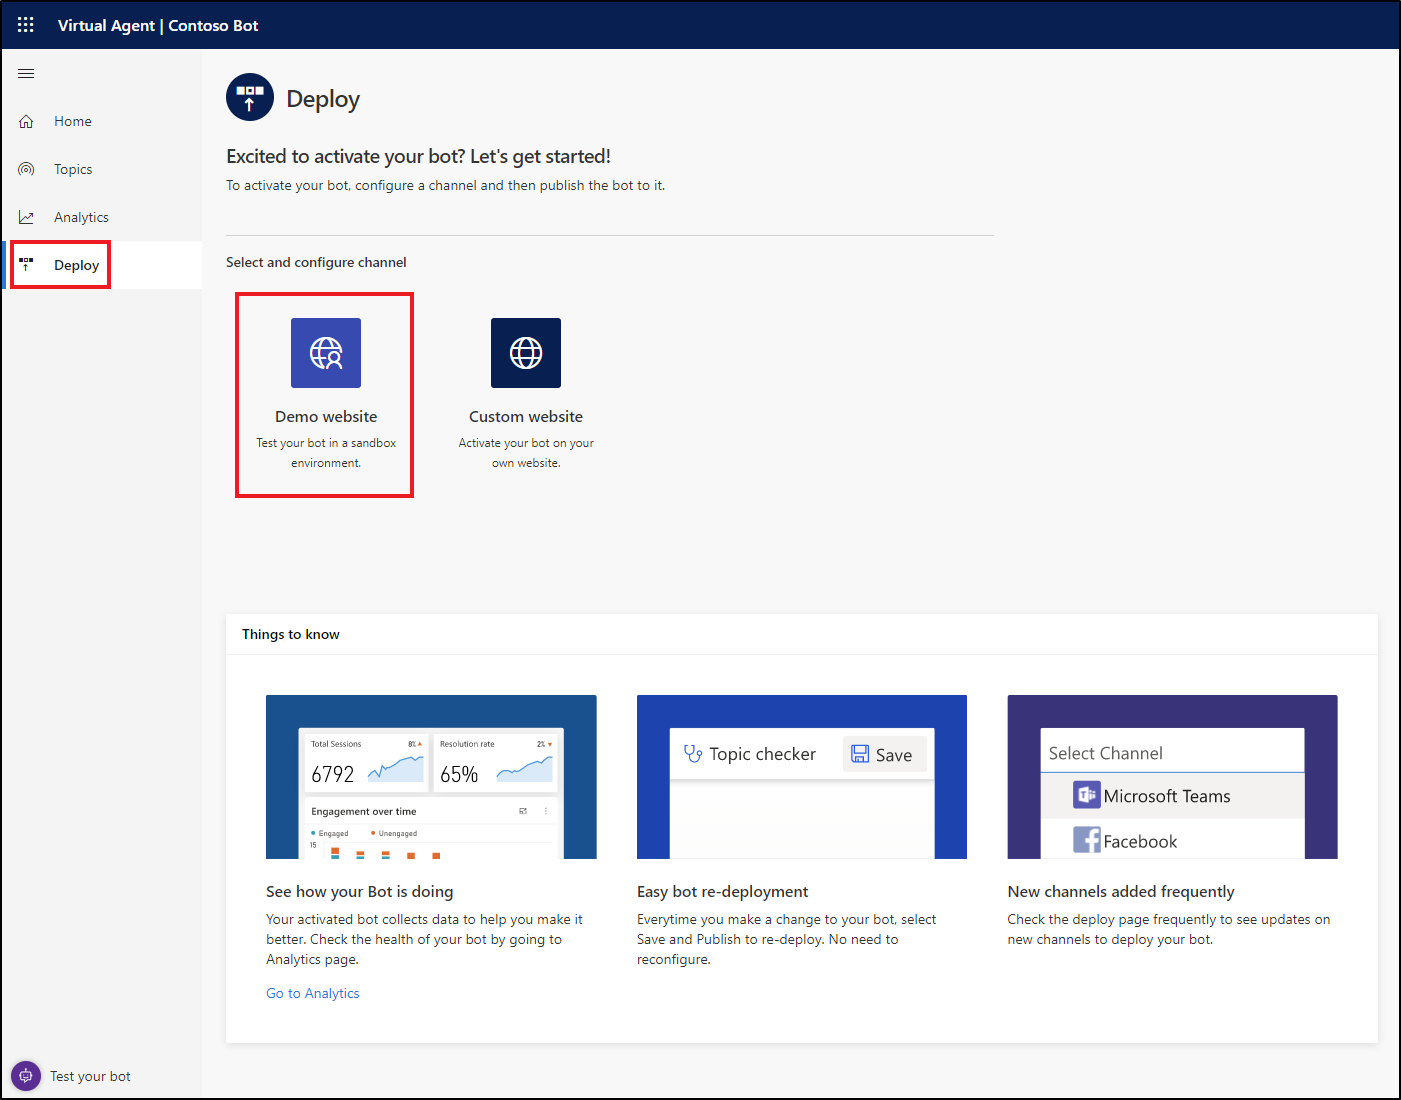 Virtual Agent | Contoso Bot
Home
Topics
Analytics
Deploy
Test your bot
Deploy
Excited to activate your bot? Let's get started!
To activate your bot, configure a channel and then publish the bot to it.
Select and configure channel
Demo website
Test your bot in a sandbox
environment.
Custom website
Activate your bot on your
own website.
Things to know
Total Sessions 8%
6792
Resolution rate 2%
65%
Engagement over time
Engaged Unengaged
15
See how your Bot is doing
Your activated bot collects data to help you make it
better. Check the health of your bot by going to
Analytics page.
Go to Analytics
Topic checker Save
Easy bot re-deployment
Everytime you make a change to your bot, select
Save and Publish to re-deploy. No need to
reconfigure.
Select Channel
Microsoft Teams
Facebook
New channels added frequently
Check the deploy page frequently to see updates on
new channels to deploy your bot.